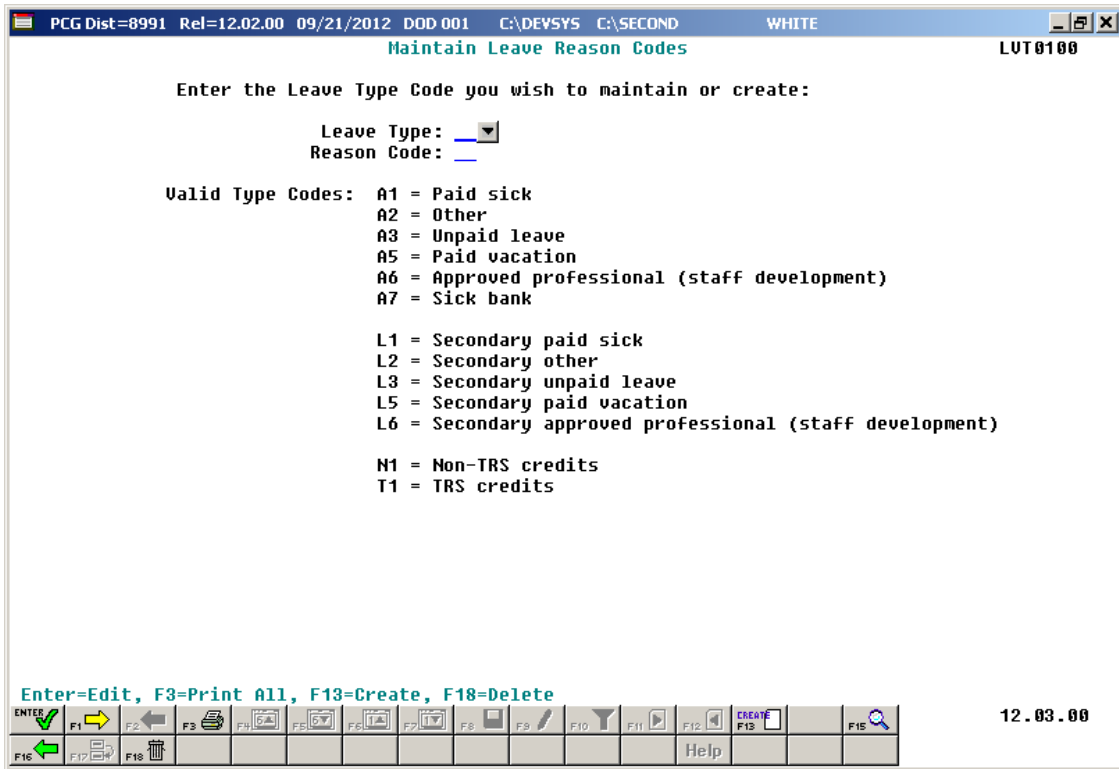 PCG Dist=8991 Rel=12.02.00 09/21/2012 DOD 001 C:\DEVSYS C:\SECOND WHITE
Maintain Leave Reason Codes LVT0100
Enter the Leave Type Code you wish to maintain or create:
Leave Type: __
Reason Code: __
Valid Type Codes: A1 = Paid sick
A2 = Other
A3 = Unpaid leave
A5 = Paid vacation
A6 = Approved professional (staff development)
A7 = Sick bank
L1 = Secondary paid sick
L2 = Secondary other
L3 = Secondary unpaid leave
L5 = Secondary paid vacation
L6 = Secondary approved professional (staff development)
N1 = Non-TRS credits
T1 = TRS credits
Enter=Edit, F3=Print All, F13=Create, F18=Delete
ENTER F1 F2 F3 F4 F5 F6 F7 F8 F9 F10 F11 F12 CREATE F13 F15 12.03.00
F16 F17 F18 Help